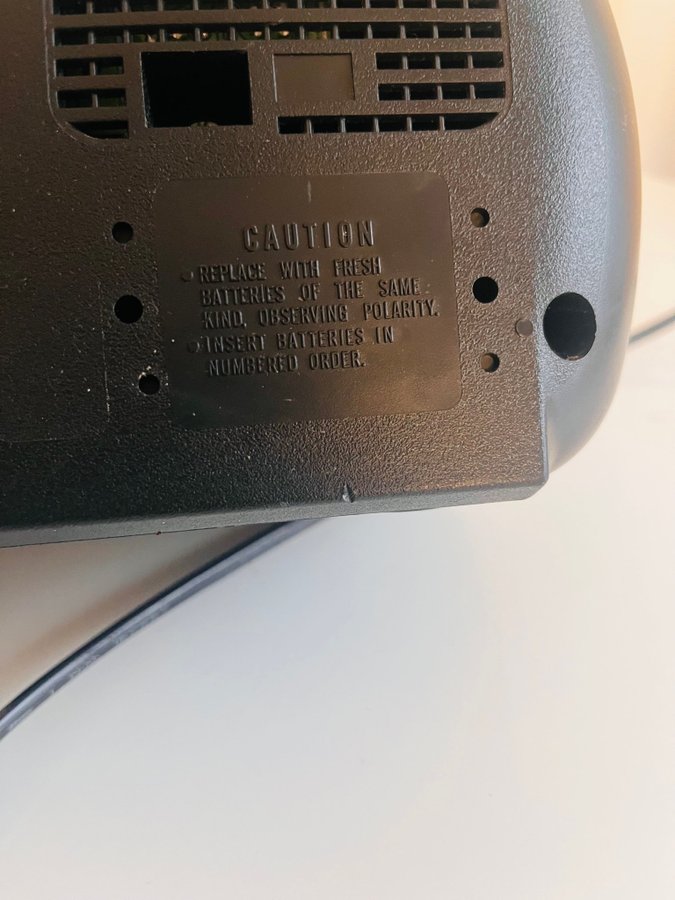 CAUTION
• REPLACE WITH FRESH
BATTERIES OF THE SAME
KIND, OBSERVING POLARITY.
• INSERT BATTERIES IN
NUMBERED ORDER.